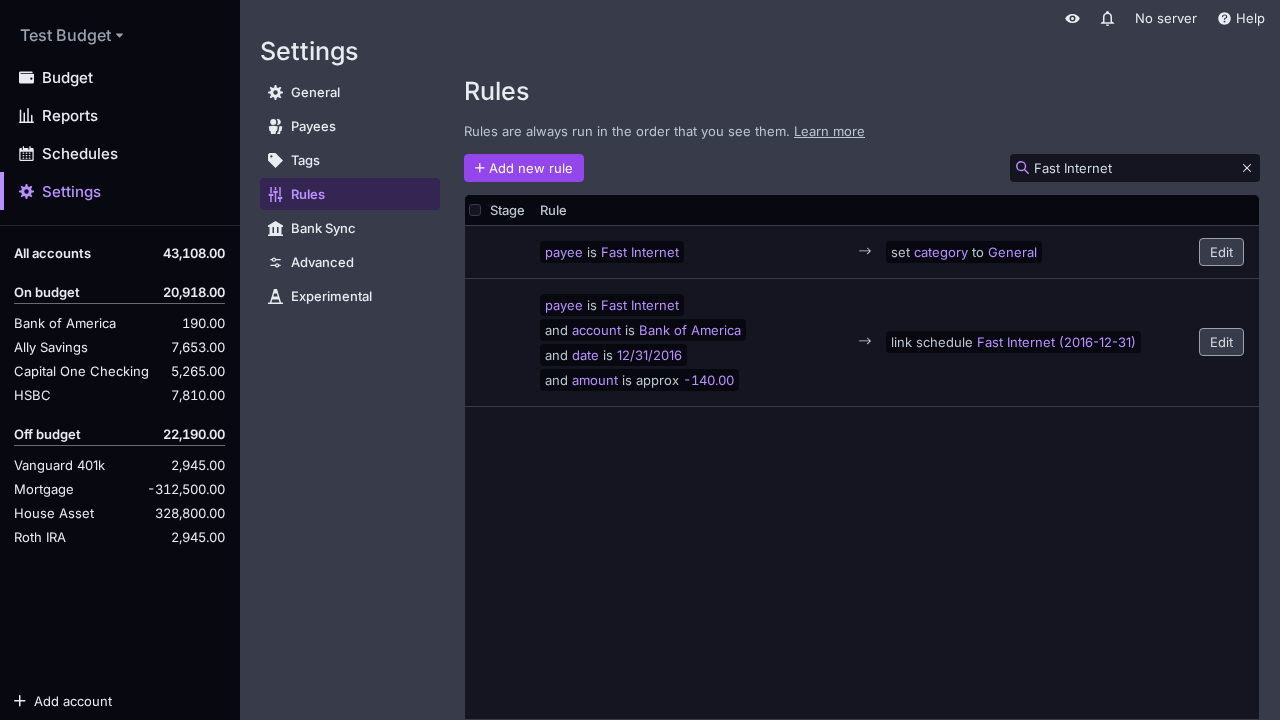 Test Budget
Budget
Reports
Schedules
Settings
All accounts 43,108.00
On budget 20,918.00
Bank of America 190.00
Ally Savings 7,653.00
Capital One Checking 5,265.00
HSBC 7,810.00
Off budget 22,190.00
Vanguard 401k 2,945.00
Mortgage -312,500.00
House Asset 328,800.00
Roth IRA 2,945.00
Add account
No server
Help
Settings
General
Payees
Tags
Rules
Bank Sync
Advanced
Experimental
Rules
Rules are always run in the order that you see them. Learn more
Add new rule
Fast Internet
Stage Rule
payee is Fast Internet → set category to General Edit
payee is Fast Internet
and account is Bank of America
and date is 12/31/2016
and amount is approx -140.00
→ link schedule Fast Internet (2016-12-31) Edit